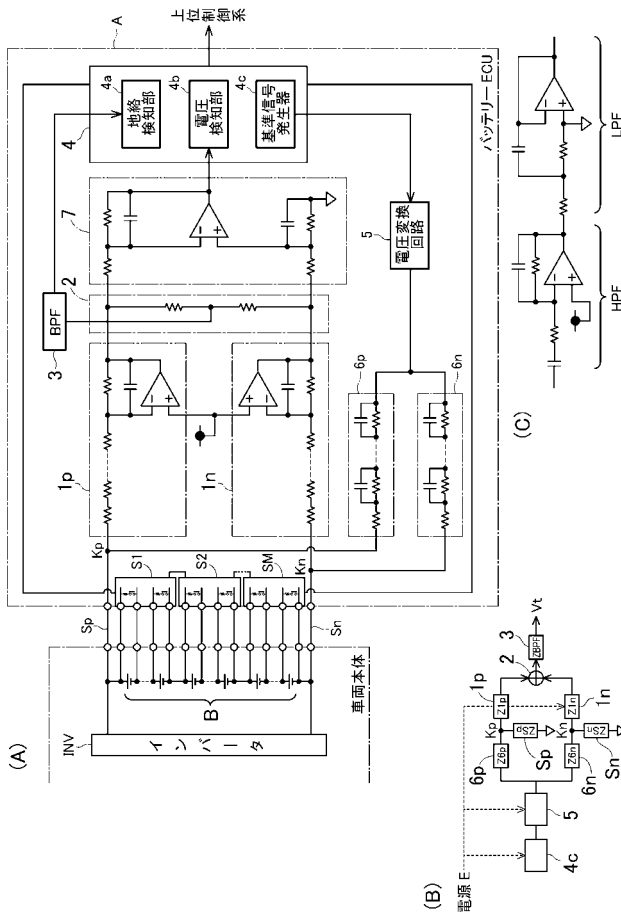 (A)
上位制御系
A
4
4a
地絡
検知部
4b
電圧
検知部
4c
基準信号
発生器
バッテリーECU
7
2
BPF
3
5
電圧変換
回路
1p
1n
6p
6n
Kp
Kn
S1
S2
SM
Sp
Sn
B
車両本体
INV
インバータ
(B)
電源E
4c
5
6p
Z6p
6n
Z6n
Kp
Kn
1p
Z1p
1n
Z1n
ZSp
Sp
ZSn
Sn
2
3
ZBPF
Vt
(C)
HPF
LPF